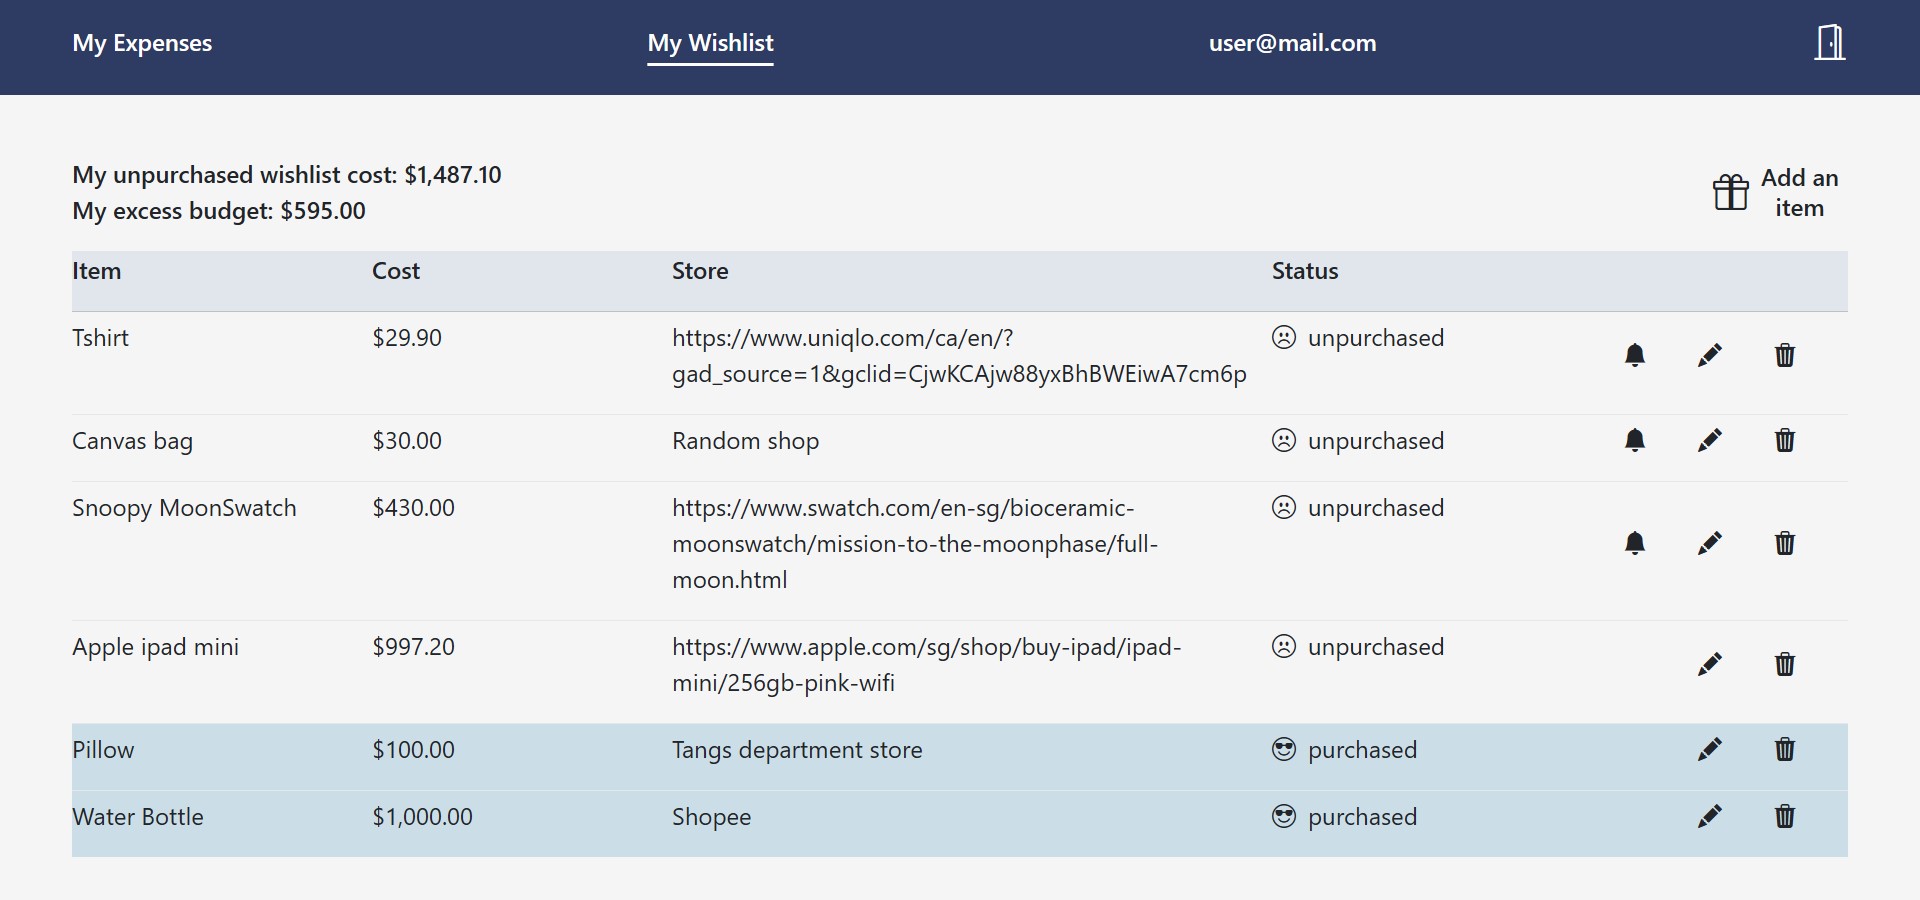 My Expenses
My Wishlist
user@mail.com
My unpurchased wishlist cost: $1,487.10
My excess budget: $595.00
Add an
item
Item Cost Store Status
Tshirt $29.90 https://www.uniqlo.com/ca/en/? unpurchased
gad_source=1&gclid=CjwKCAjw88yxBhBWEiwA7cm6p
Canvas bag $30.00 Random shop unpurchased
Snoopy MoonSwatch $430.00 https://www.swatch.com/en-sg/bioceramic- unpurchased
moonswatch/mission-to-the-moonphase/full-
moon.html
Apple ipad mini $997.20 https://www.apple.com/sg/shop/buy-ipad/ipad- unpurchased
mini/256gb-pink-wifi
Pillow $100.00 Tangs department store purchased
Water Bottle $1,000.00 Shopee purchased